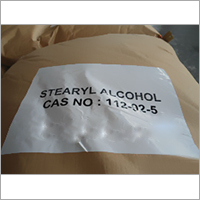 STEARYL ALCOHOL
CAS NO : 112-02-5